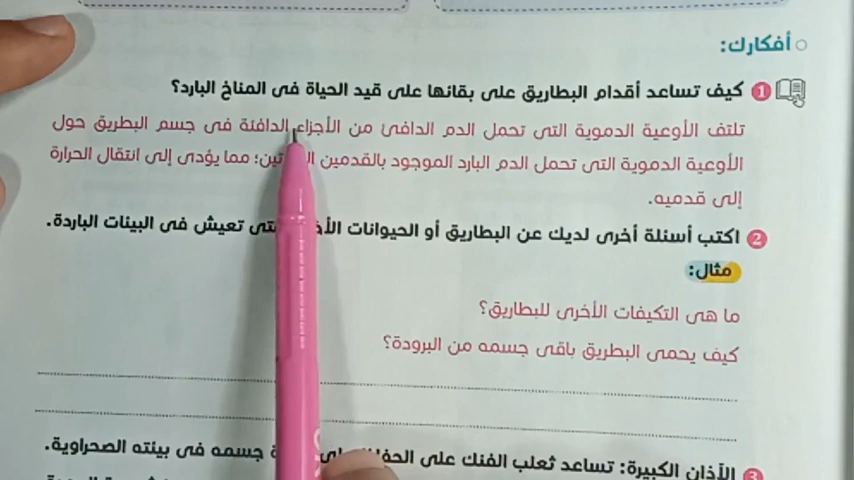 أفكارك:
1 كيف تساعد أقدام البطاريق على بقائها على قيد الحياة فى المناخ البارد؟
تلتف الأوعية الدموية التى تحمل الدم الدافئ من الأجزاء الدافئة فى جسم البطريق حول
الأوعية الدموية التى تحمل الدم البارد الموجود بالقدمين مما يؤدى إلى انتقال الحرارة
إلى قدميه.
2 اكتب أسئلة أخرى لديك عن البطاريق أو الحيوانات تعيش فى البيئات الباردة.
مثال:
ما هى التكيفات الأخرى للبطاريق؟
كيف يحمى البطريق باقى جسمه من البرودة؟
3 الآذان الكبيرة: تساعد ثعلب الفنك على جسمه فى بيئته الصحراوية.